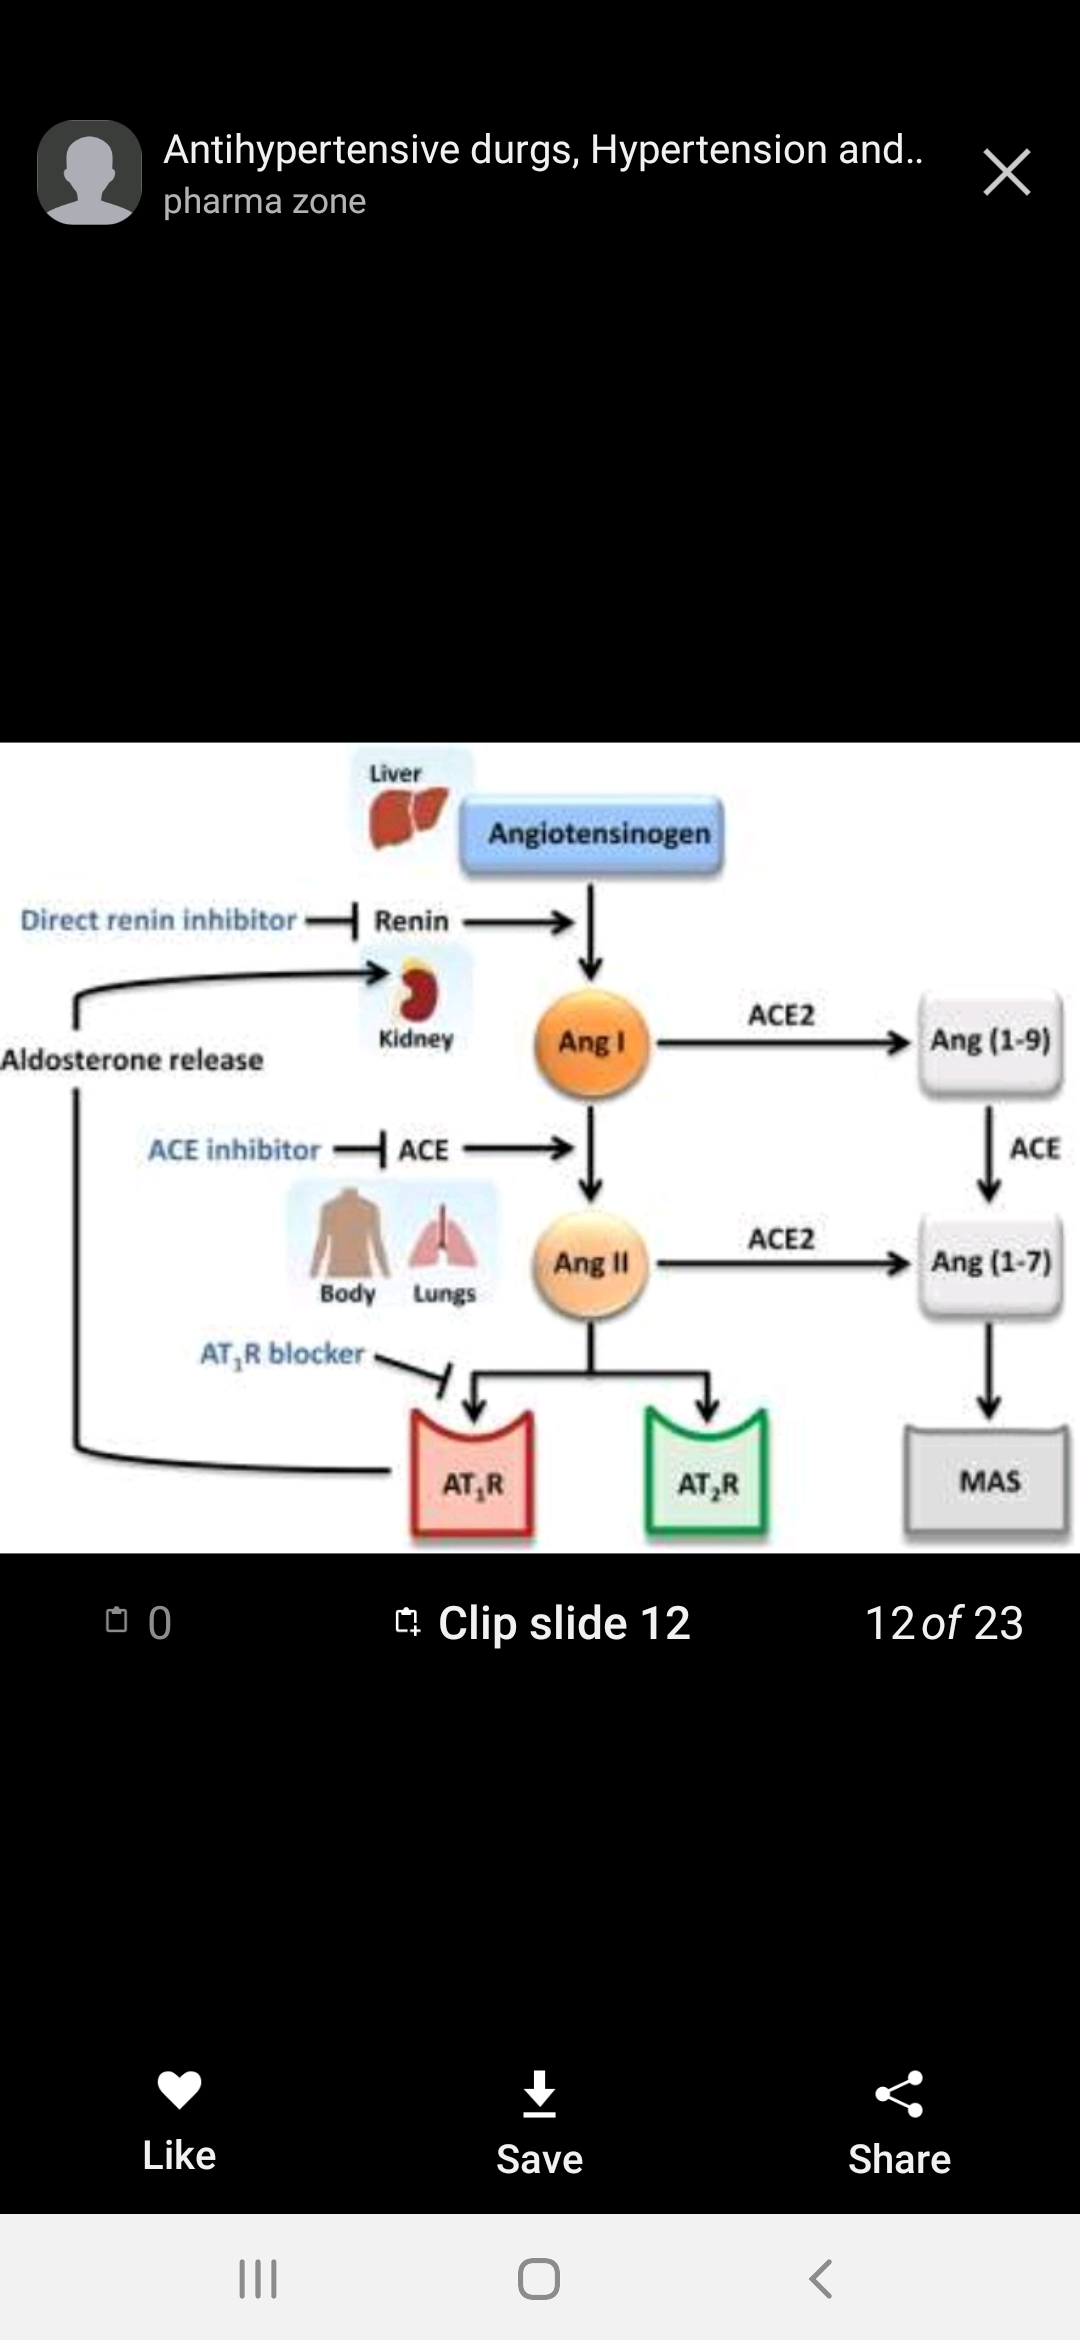 Antihypertensive durgs, Hypertension and..
pharma zone
Liver
Angiotensinogen
Direct renin inhibitor
Renin
Kidney
Ang I
ACE2
Ang (1-9)
Aldosterone release
ACE inhibitor
ACE
ACE
Body
Lungs
Ang II
ACE2
Ang (1-7)
AT₁R blocker
AT₁R
AT₂R
MAS
0
Clip slide 12
12 of 23
Like
Save
Share